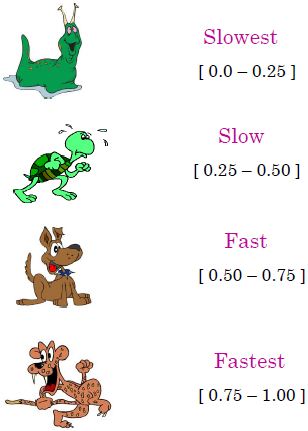 Slowest
[ 0.0 – 0.25 ]
Slow
[ 0.25 – 0.50 ]
Fast
[ 0.50 – 0.75 ]
Fastest
[ 0.75 – 1.00 ]